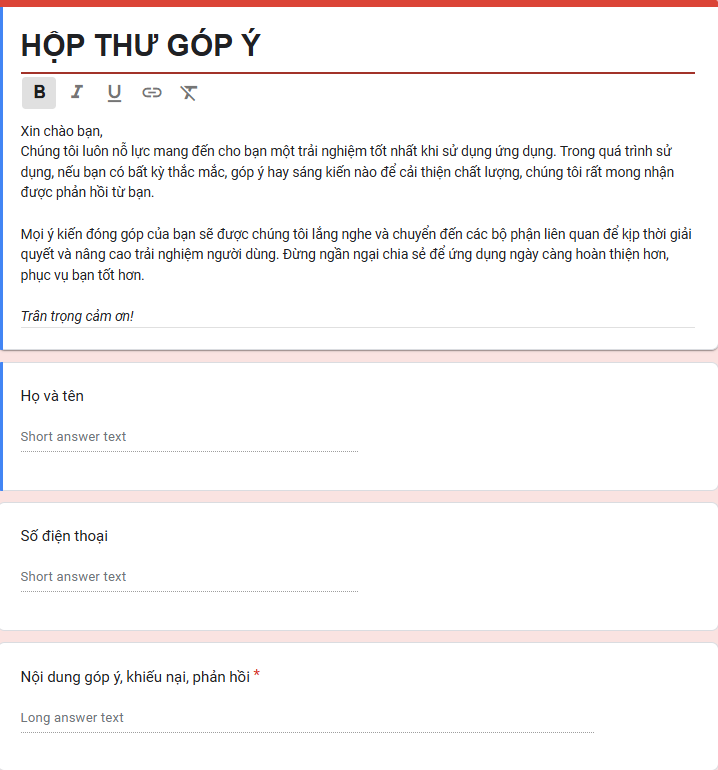 HỘP THƯ GÓP Ý
B I U
Xin chào bạn,
Chúng tôi luôn nỗ lực mang đến cho bạn một trải nghiệm tốt nhất khi sử dụng ứng dụng. Trong quá trình sử
dụng, nếu bạn có bất kỳ thắc mắc, góp ý hay sáng kiến nào để cải thiện chất lượng, chúng tôi rất mong nhận
được phản hồi từ bạn.
Mọi ý kiến đóng góp của bạn sẽ được chúng tôi lắng nghe và chuyển đến các bộ phận liên quan để kịp thời giải
quyết và nâng cao trải nghiệm người dùng. Đừng ngần ngại chia sẻ để ứng dụng ngày càng hoàn thiện hơn,
phục vụ bạn tốt hơn.
Trân trọng cảm ơn!
Họ và tên
Short answer text
Số điện thoại
Short answer text
Nội dung góp ý, khiếu nại, phản hồi *
Long answer text